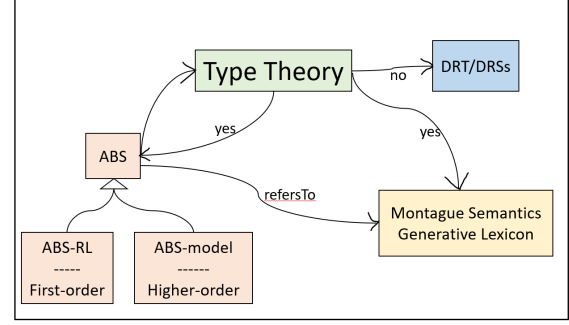 Type Theory
DRT/DRSs
no
yes
yes
ABS
refersTo
Montague Semantics
Generative Lexicon
ABS-RL
-----
First-order
ABS-model
------
Higher-order